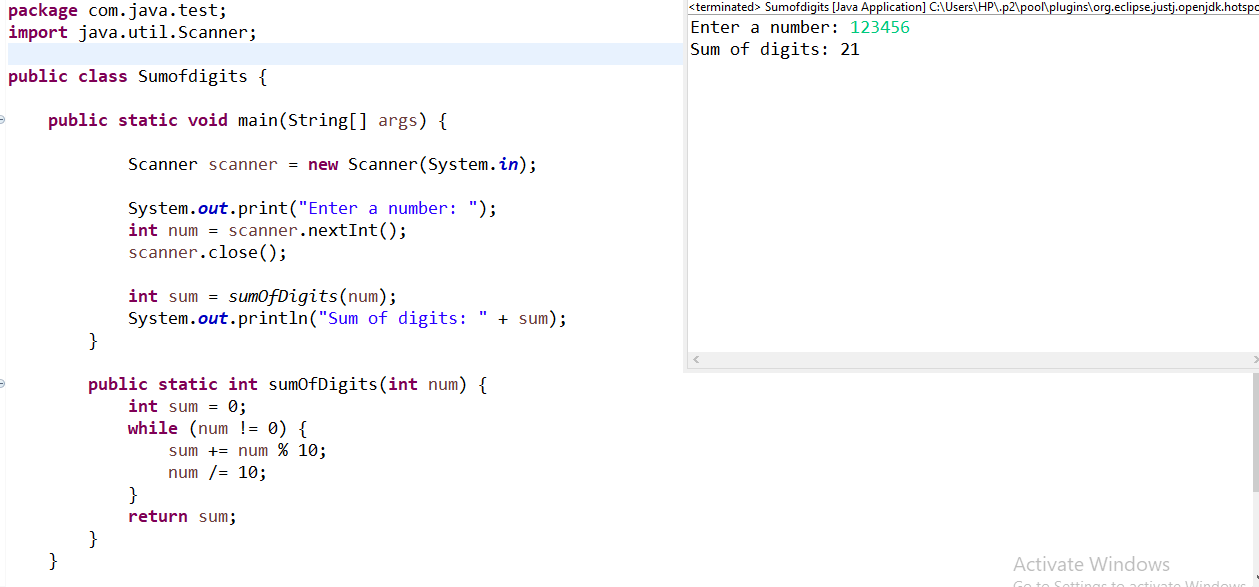 package com.java.test;
import java.util.Scanner;
public class Sumofdigits {
public static void main(String[] args) {
Scanner scanner = new Scanner(System.in);
System.out.print("Enter a number: ");
int num = scanner.nextInt();
scanner.close();
int sum = sumOfDigits(num);
System.out.println("Sum of digits: " + sum);
}
public static int sumOfDigits(int num) {
int sum = 0;
while (num != 0) {
sum += num % 10;
num /= 10;
}
return sum;
}
}
<terminated> Sumofdigits [Java Application] C:\Users\HP\.p2\pool\plugins\org.eclipse.justj.openjdk.hotspo
Enter a number: 123456
Sum of digits: 21
Activate Windows
Go to Settings to activate Windows.